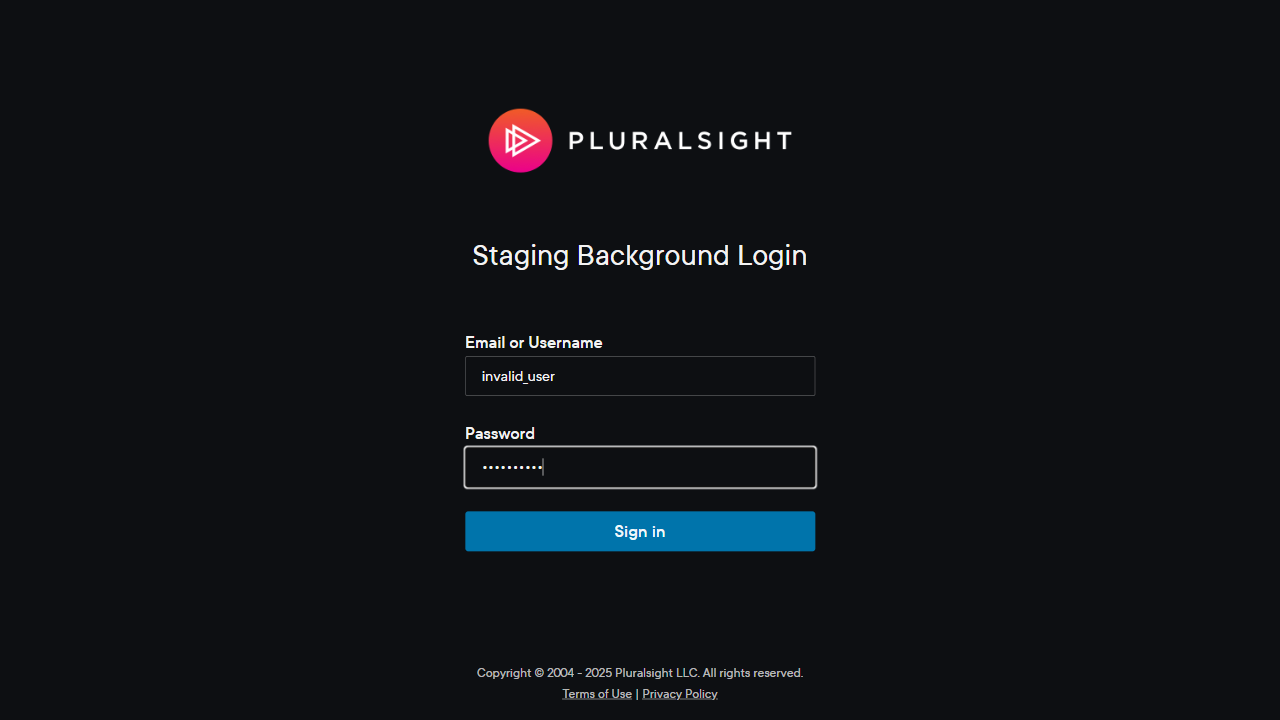 PLURALSIGHT
Staging Background Login
Email or Username
invalid_user
Password
••••••••••
Sign in
Copyright © 2004 - 2025 Pluralsight LLC. All rights reserved.
Terms of Use | Privacy Policy